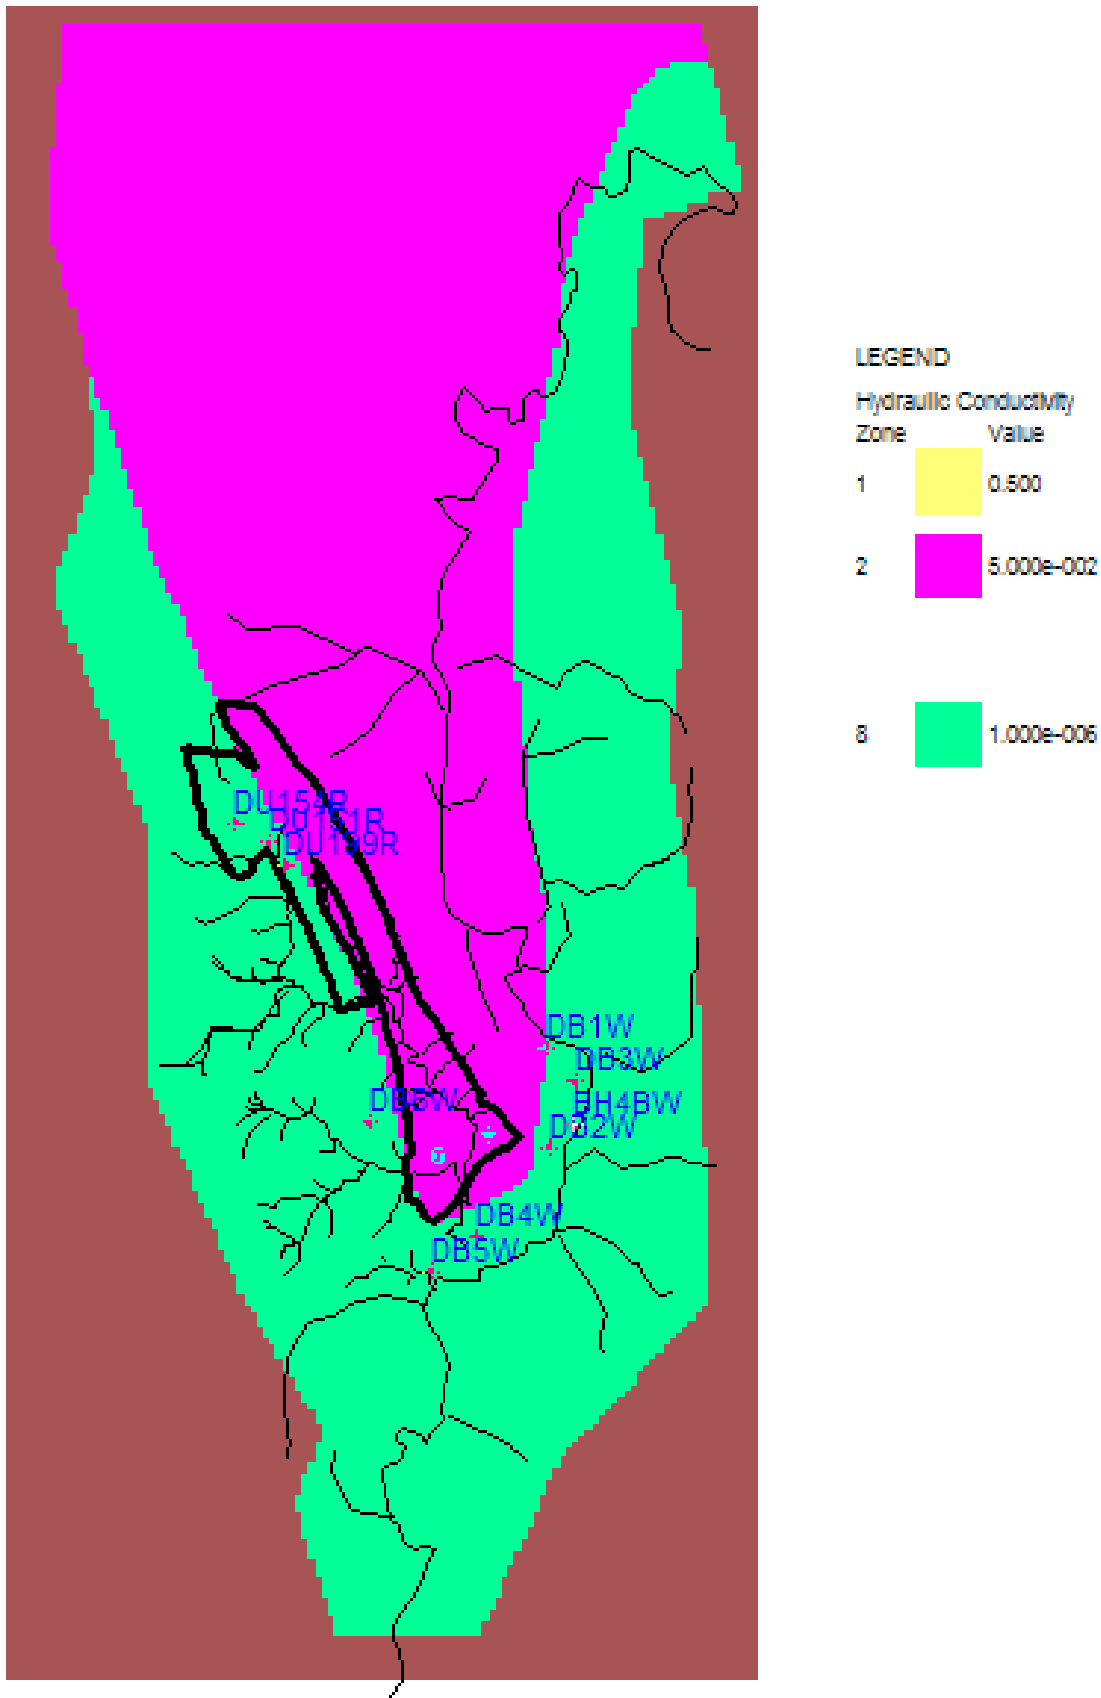 LEGEND
Hydraulic Conductivity
Zone Value
1 0.500
2 5.000e-002
8 1.000e-006
DU154R
DU151R
DU139R
DB1W
DB3W
DB6W
BH4BW
DB2W
DB4W
DB5W